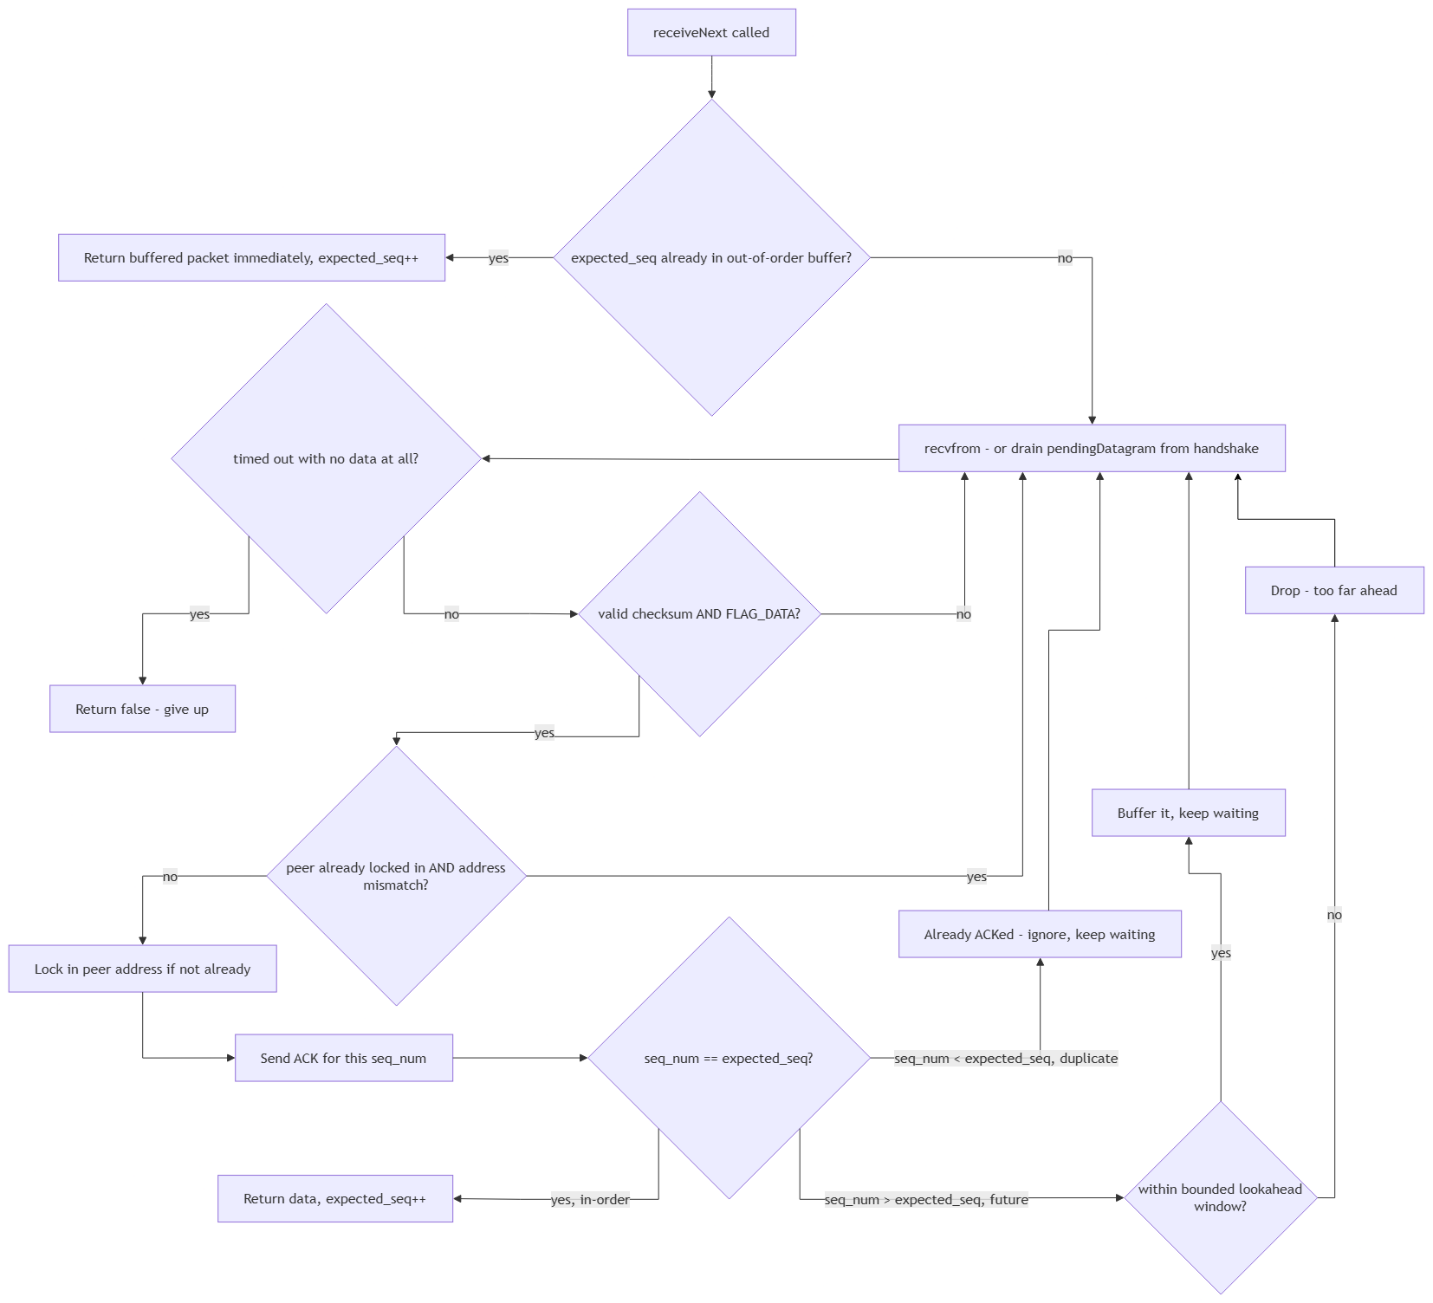 receiveNext called
expected_seq already in out-of-order buffer?
yes
no
Return buffered packet immediately, expected_seq++
recvfrom - or drain pendingDatagram from handshake
timed out with no data at all?
yes
no
Return false - give up
valid checksum AND FLAG_DATA?
no
yes
Drop - too far ahead
Buffer it, keep waiting
peer already locked in AND address
mismatch?
no
yes
Already ACKed - ignore, keep waiting
Lock in peer address if not already
Send ACK for this seq_num
seq_num == expected_seq?
seq_num < expected_seq, duplicate
yes
no
Return data, expected_seq++
yes, in-order
seq_num > expected_seq, future
within bounded lookahead
window?